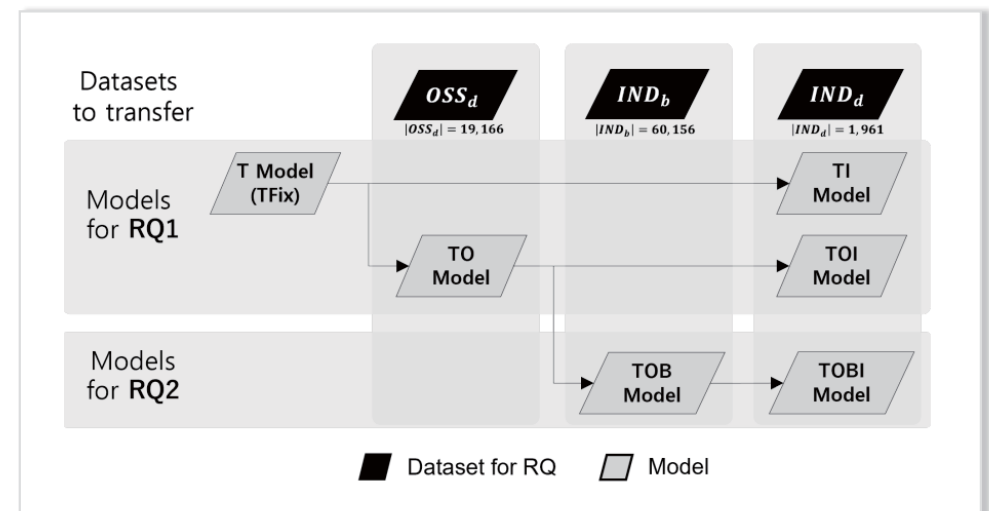 Datasets
to transfer
OSS_d
|OSS_d| = 19,166
IND_b
|IND_b| = 60,156
IND_d
|IND_d| = 1,961
Models
for RQ1
T Model
(TFix)
TI
Model
TO
Model
TOI
Model
Models
for RQ2
TOB
Model
TOBI
Model
Dataset for RQ
Model